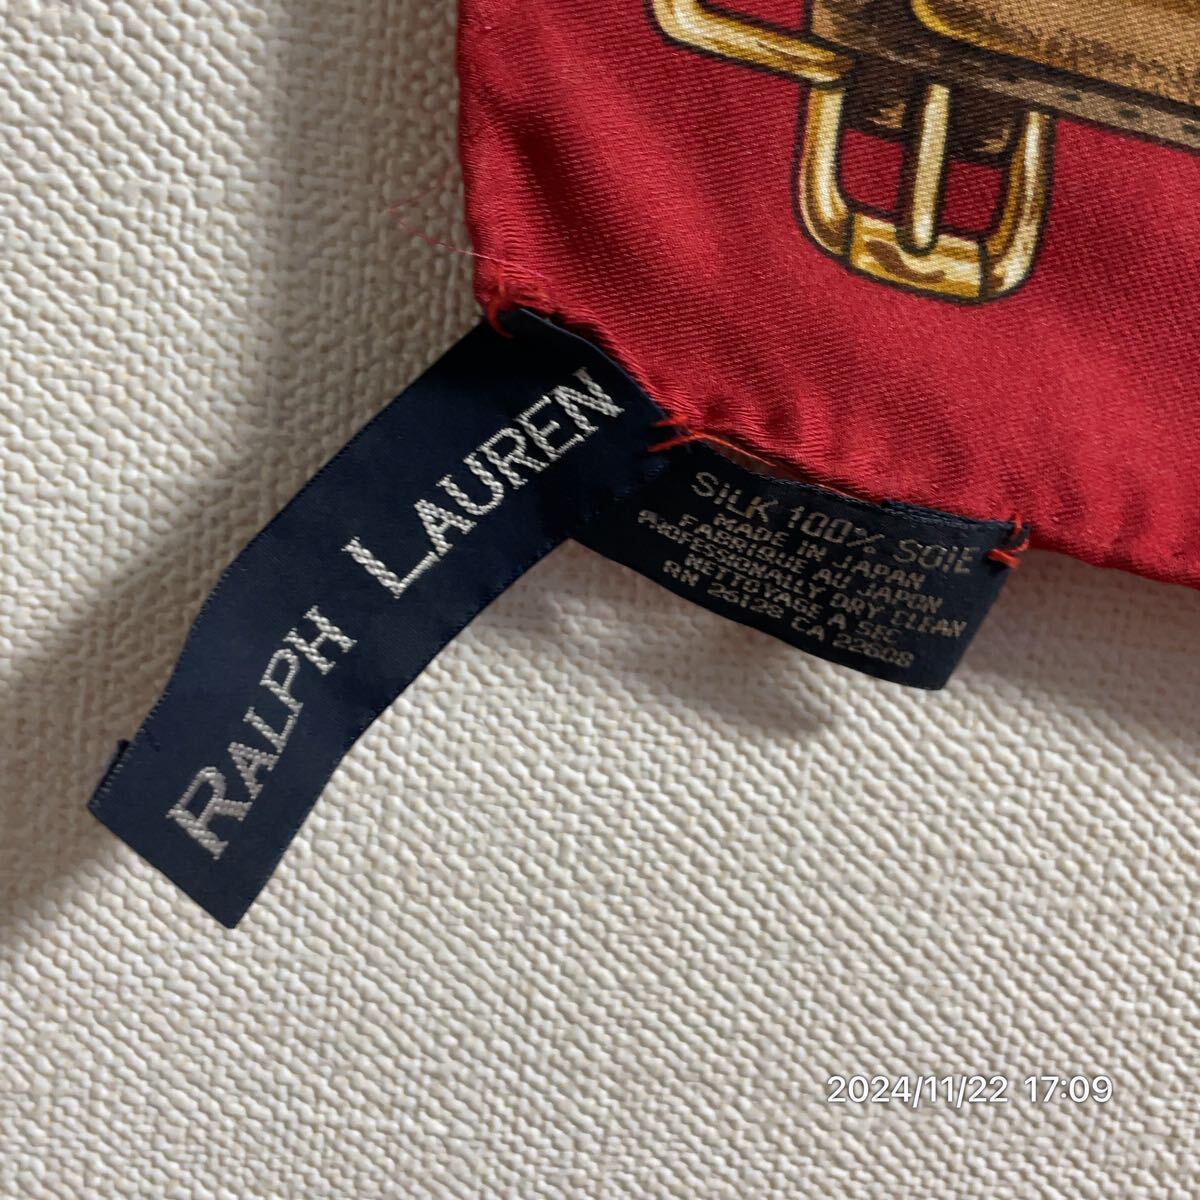 RALPH LAUREN
SILK 100% SOIE
MADE IN JAPAN
FABRIQUE AU JAPON
PROFESSIONALLY DRY CLEAN
NETTOYAGE A SEC
RN 26126 CA 22608
2024/11/22 17:09